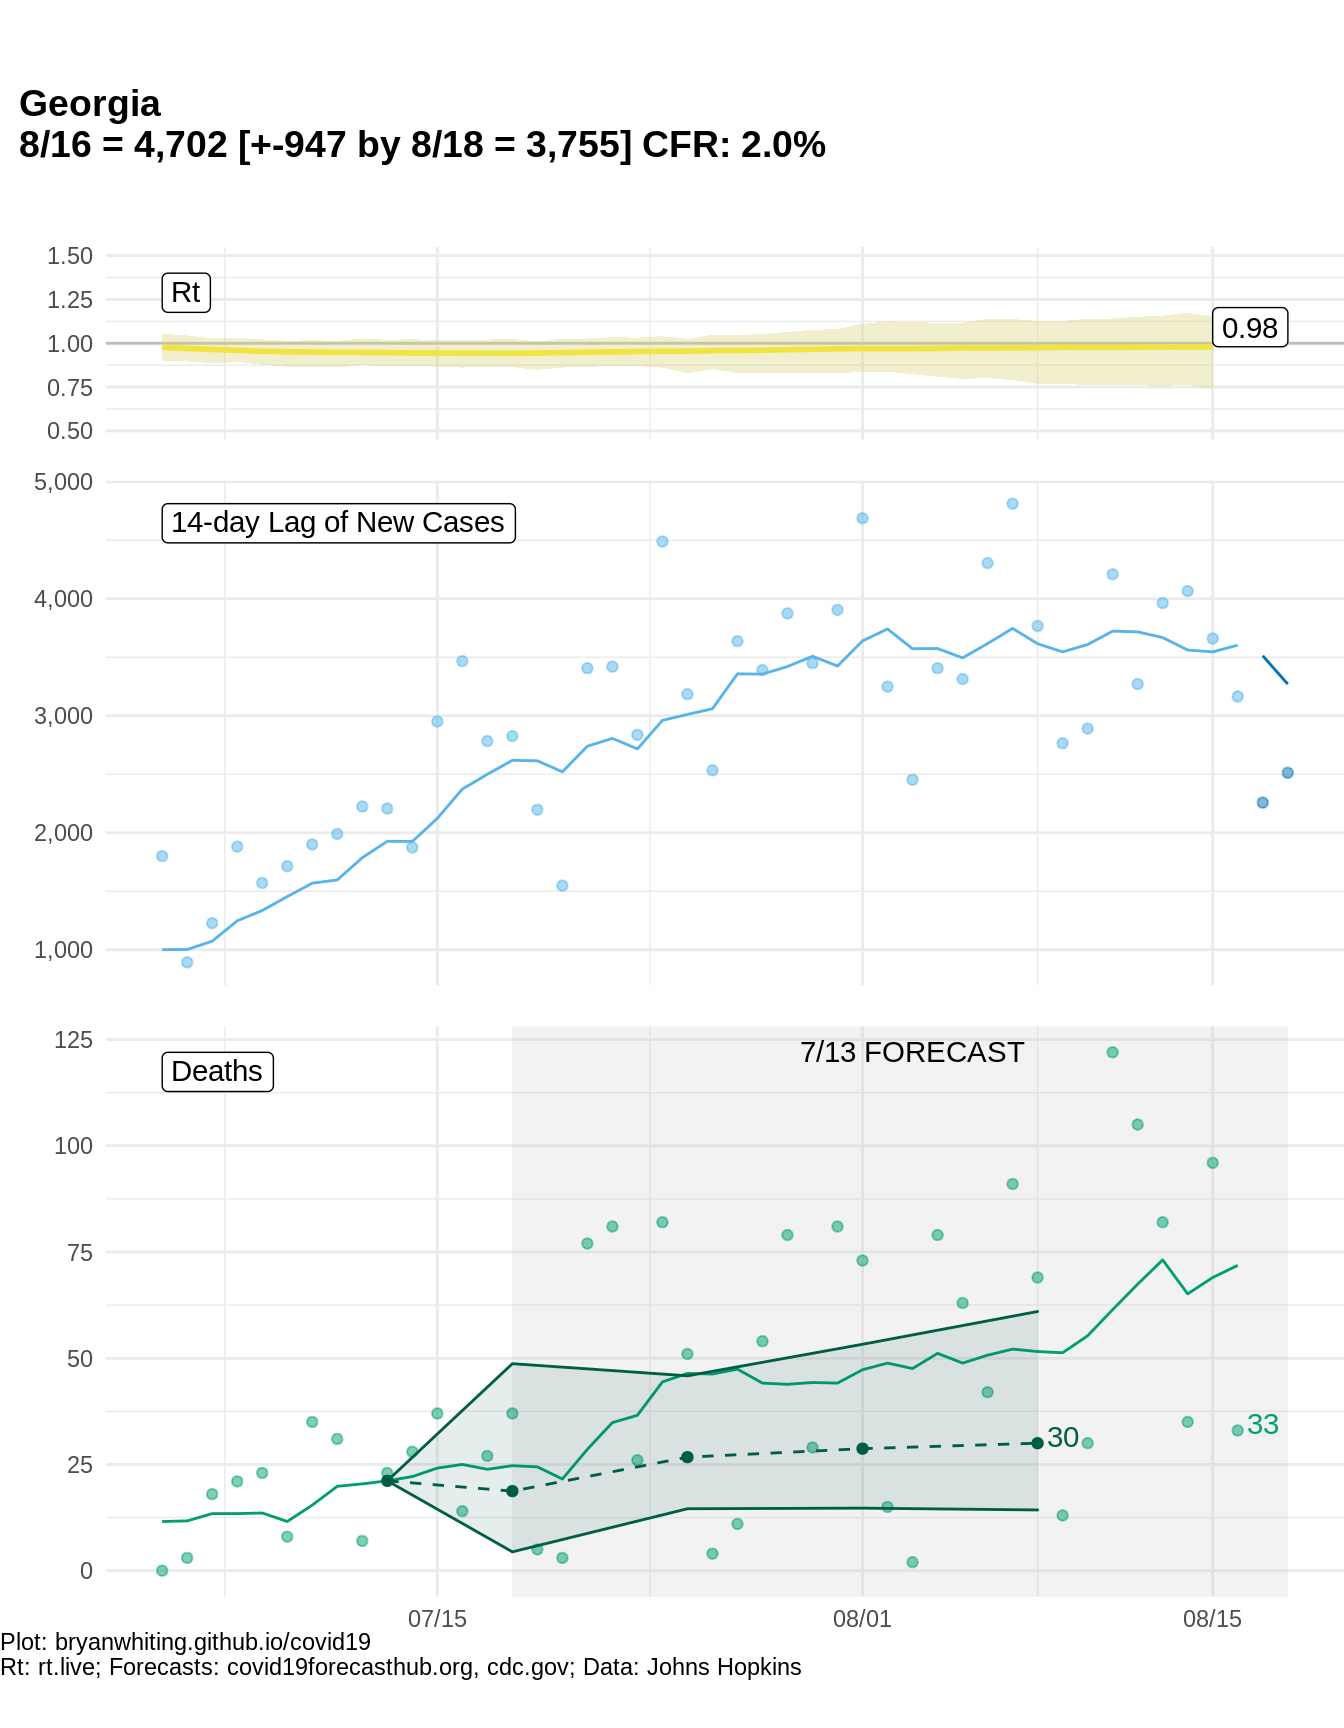 Georgia
8/16 = 4,702 [+-947 by 8/18 = 3,755] CFR: 2.0%
1.50
1.25
1.00
0.75
0.50
Rt
0.98
5,000
4,000
3,000
2,000
1,000
14-day Lag of New Cases
125
100
75
50
25
0
Deaths
7/13 FORECAST
30
33
07/15
08/01
08/15
Plot: bryanwhiting.github.io/covid19
Rt: rt.live; Forecasts: covid19forecasthub.org, cdc.gov; Data: Johns Hopkins